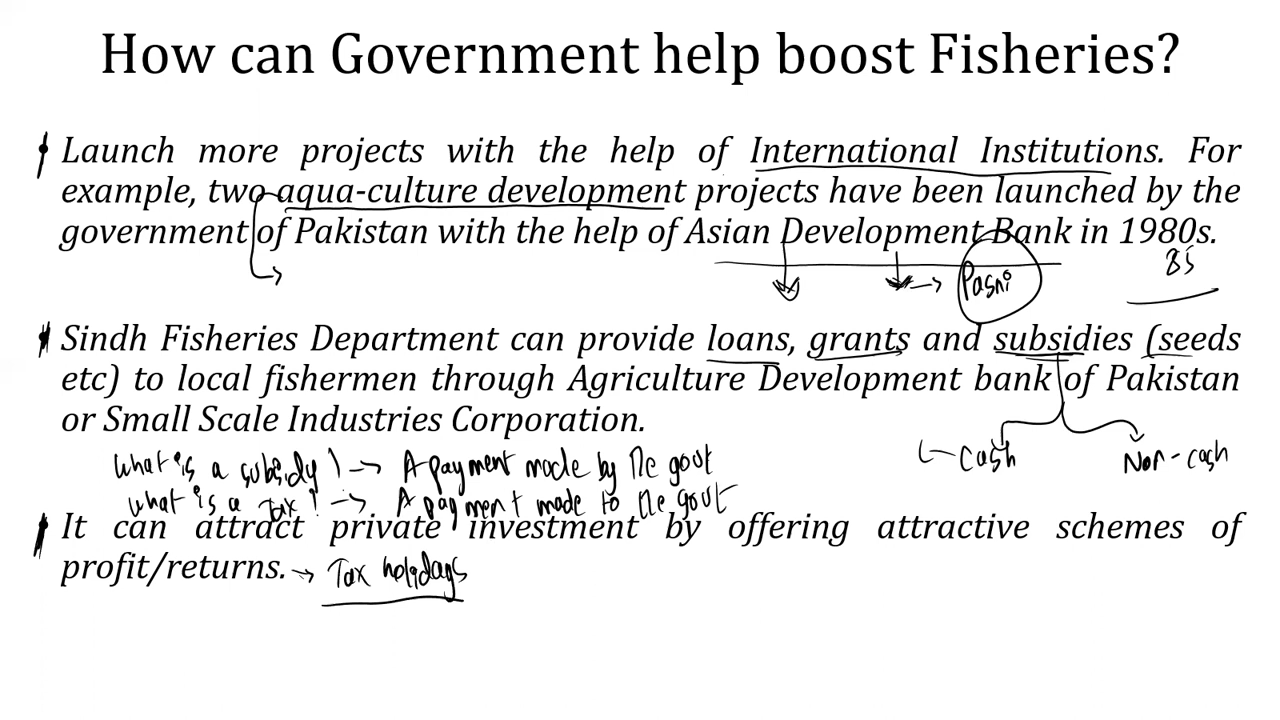 How can Government help boost Fisheries?
Launch more projects with the help of International Institutions. For
example, two aqua-culture development projects have been launched by the
government of Pakistan with the help of Asian Development Bank in 1980s.
Pasni
85
Sindh Fisheries Department can provide loans, grants and subsidies (seeds
etc) to local fishermen through Agriculture Development bank of Pakistan
or Small Scale Industries Corporation.
Cash
Non-cash
What is a subsidy? → A payment made by the govt
What is a Tax? → A payment made to the govt
It can attract private investment by offering attractive schemes of
profit/returns. → Tax holidays